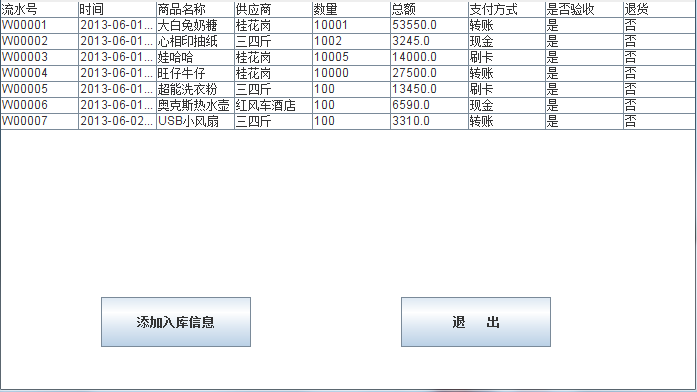 流水号 时间 商品名称 供应商 数量 总额 支付方式 是否验收 退货
W00001 2013-06-01... 大白兔奶糖 桂花岗 10001 53550.0 转账 是 否
W00002 2013-06-01... 心相印抽纸 三四斤 1002 3245.0 现金 是 否
W00003 2013-06-01... 娃哈哈 桂花岗 10005 14000.0 刷卡 是 否
W00004 2013-06-01... 旺仔牛仔 桂花岗 10000 27500.0 转账 是 否
W00005 2013-06-01... 超能洗衣粉 三四斤 100 13450.0 刷卡 是 否
W00006 2013-06-01... 奥克斯热水壶 红风车酒店 100 6590.0 现金 是 否
W00007 2013-06-02... USB小风扇 三四斤 100 3310.0 转账 是 否
添加入库信息 退 出